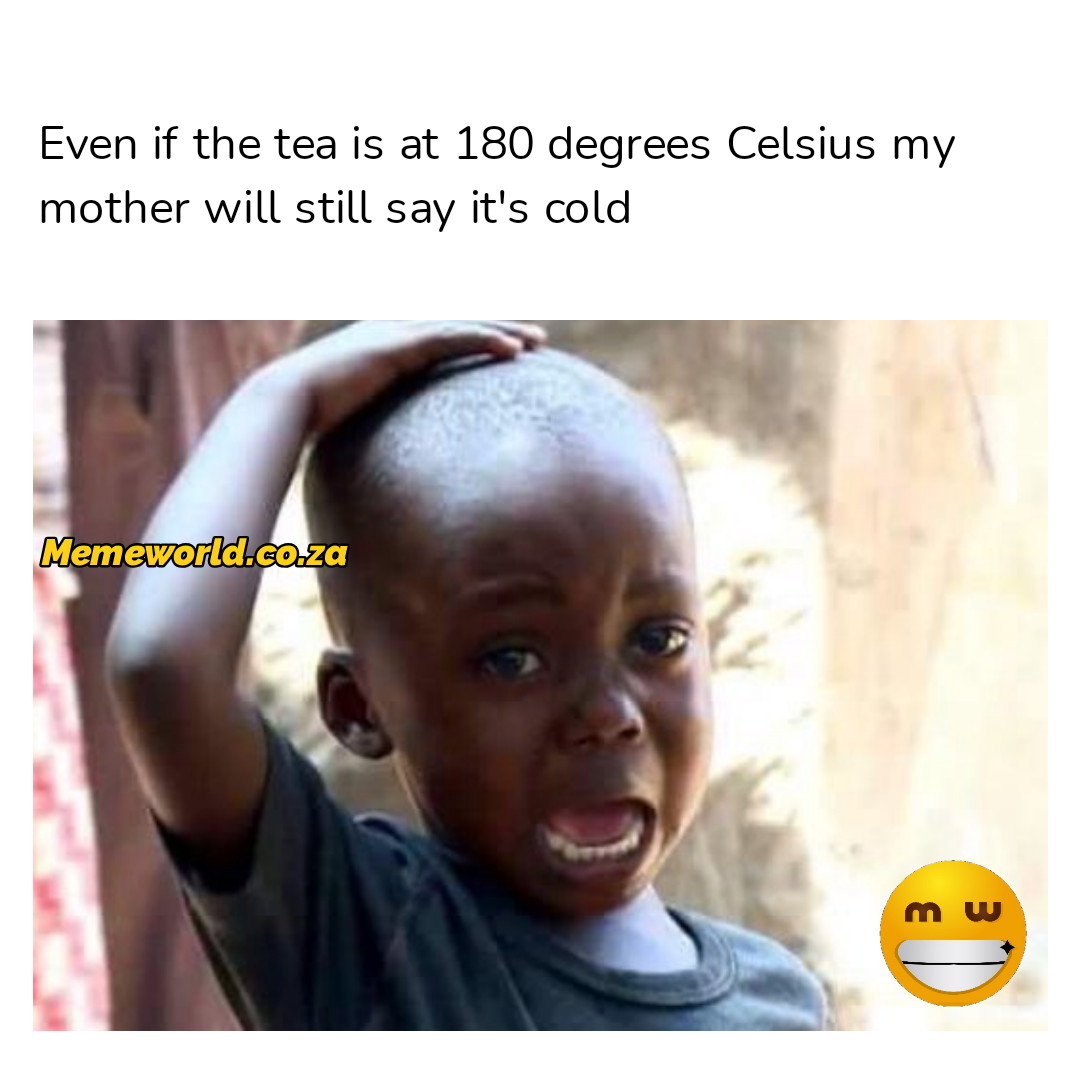 Even if the tea is at 180 degrees Celsius my
mother will still say it's cold
Memeworld.co.za
m w